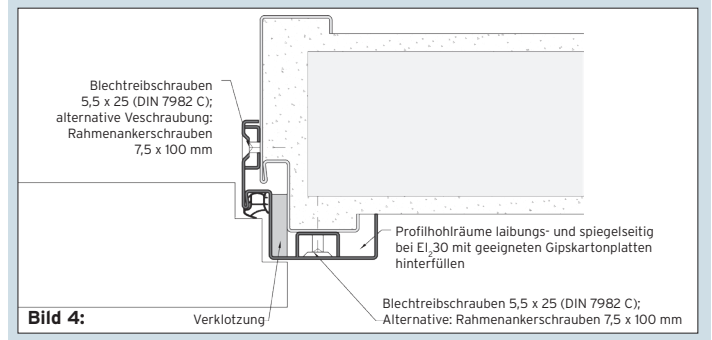 Blechtreibschrauben
5,5 x 25 (DIN 7982 C);
alternative Veschraubung:
Rahmenankerschrauben
7,5 x 100 mm
Profilhohlräume laibungs- und spiegelseitig
bei EI₂30 mit geeigneten Gipskartonplatten
hinterfüllen
Blechtreibschrauben 5,5 x 25 (DIN 7982 C);
Alternative: Rahmenankerschrauben 7,5 x 100 mm
Verklotzung
Bild 4: